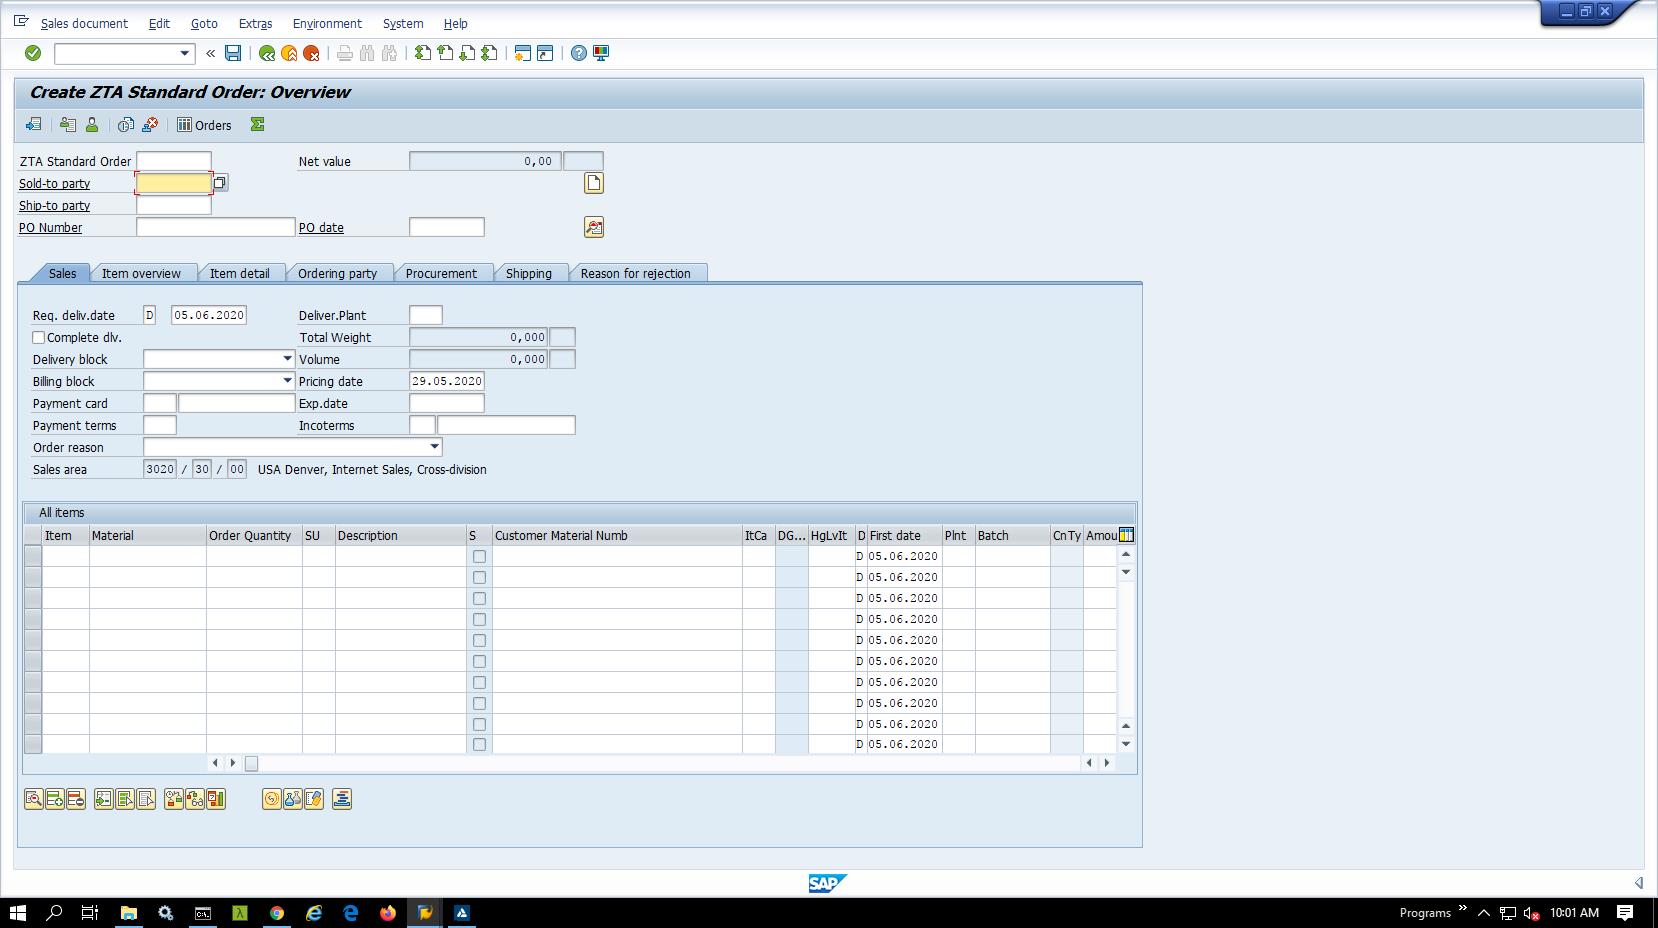 Sales document Edit Goto Extras Environment System Help
Create ZTA Standard Order: Overview
Orders
ZTA Standard Order Net value 0,00
Sold-to party
Ship-to party
PO Number PO date
Sales Item overview Item detail Ordering party Procurement Shipping Reason for rejection
Req. deliv.date D 05.06.2020 Deliver.Plant
Complete dlv. Total Weight 0,000
Delivery block Volume 0,000
Billing block Pricing date 29.05.2020
Payment card Exp.date
Payment terms Incoterms
Order reason
Sales area 3020 / 30 / 00 USA Denver, Internet Sales, Cross-division
All items
Item Material Order Quantity SU Description S Customer Material Numb ItCa DG... HgLvIt D First date Plnt Batch CnTy Amou
D 05.06.2020
D 05.06.2020
D 05.06.2020
D 05.06.2020
D 05.06.2020
D 05.06.2020
D 05.06.2020
D 05.06.2020
D 05.06.2020
D 05.06.2020
SAP
Programs 10:01 AM